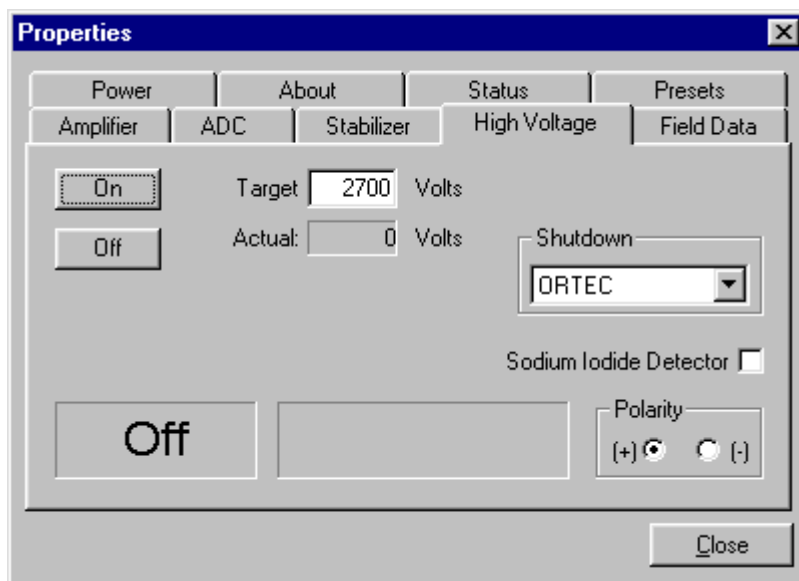 Properties
Power About Status Presets
Amplifier ADC Stabilizer High Voltage Field Data
On Target 2700 Volts
Off Actual: 0 Volts
Shutdown
ORTEC
Sodium Iodide Detector
Off
Polarity
(+) (-)
Close